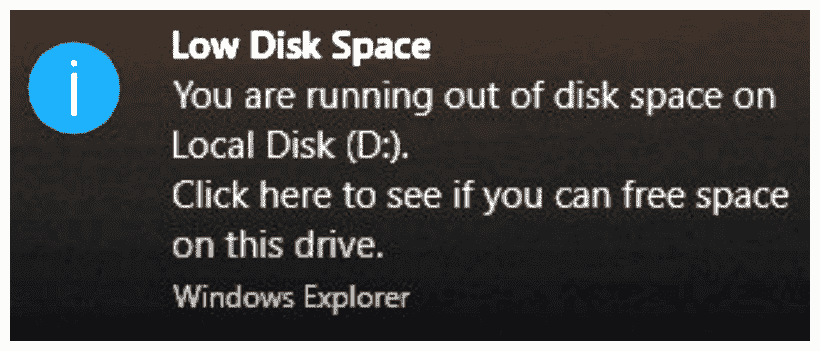 Low Disk Space
You are running out of disk space on
Local Disk (D:).
Click here to see if you can free space
on this drive.
Windows Explorer